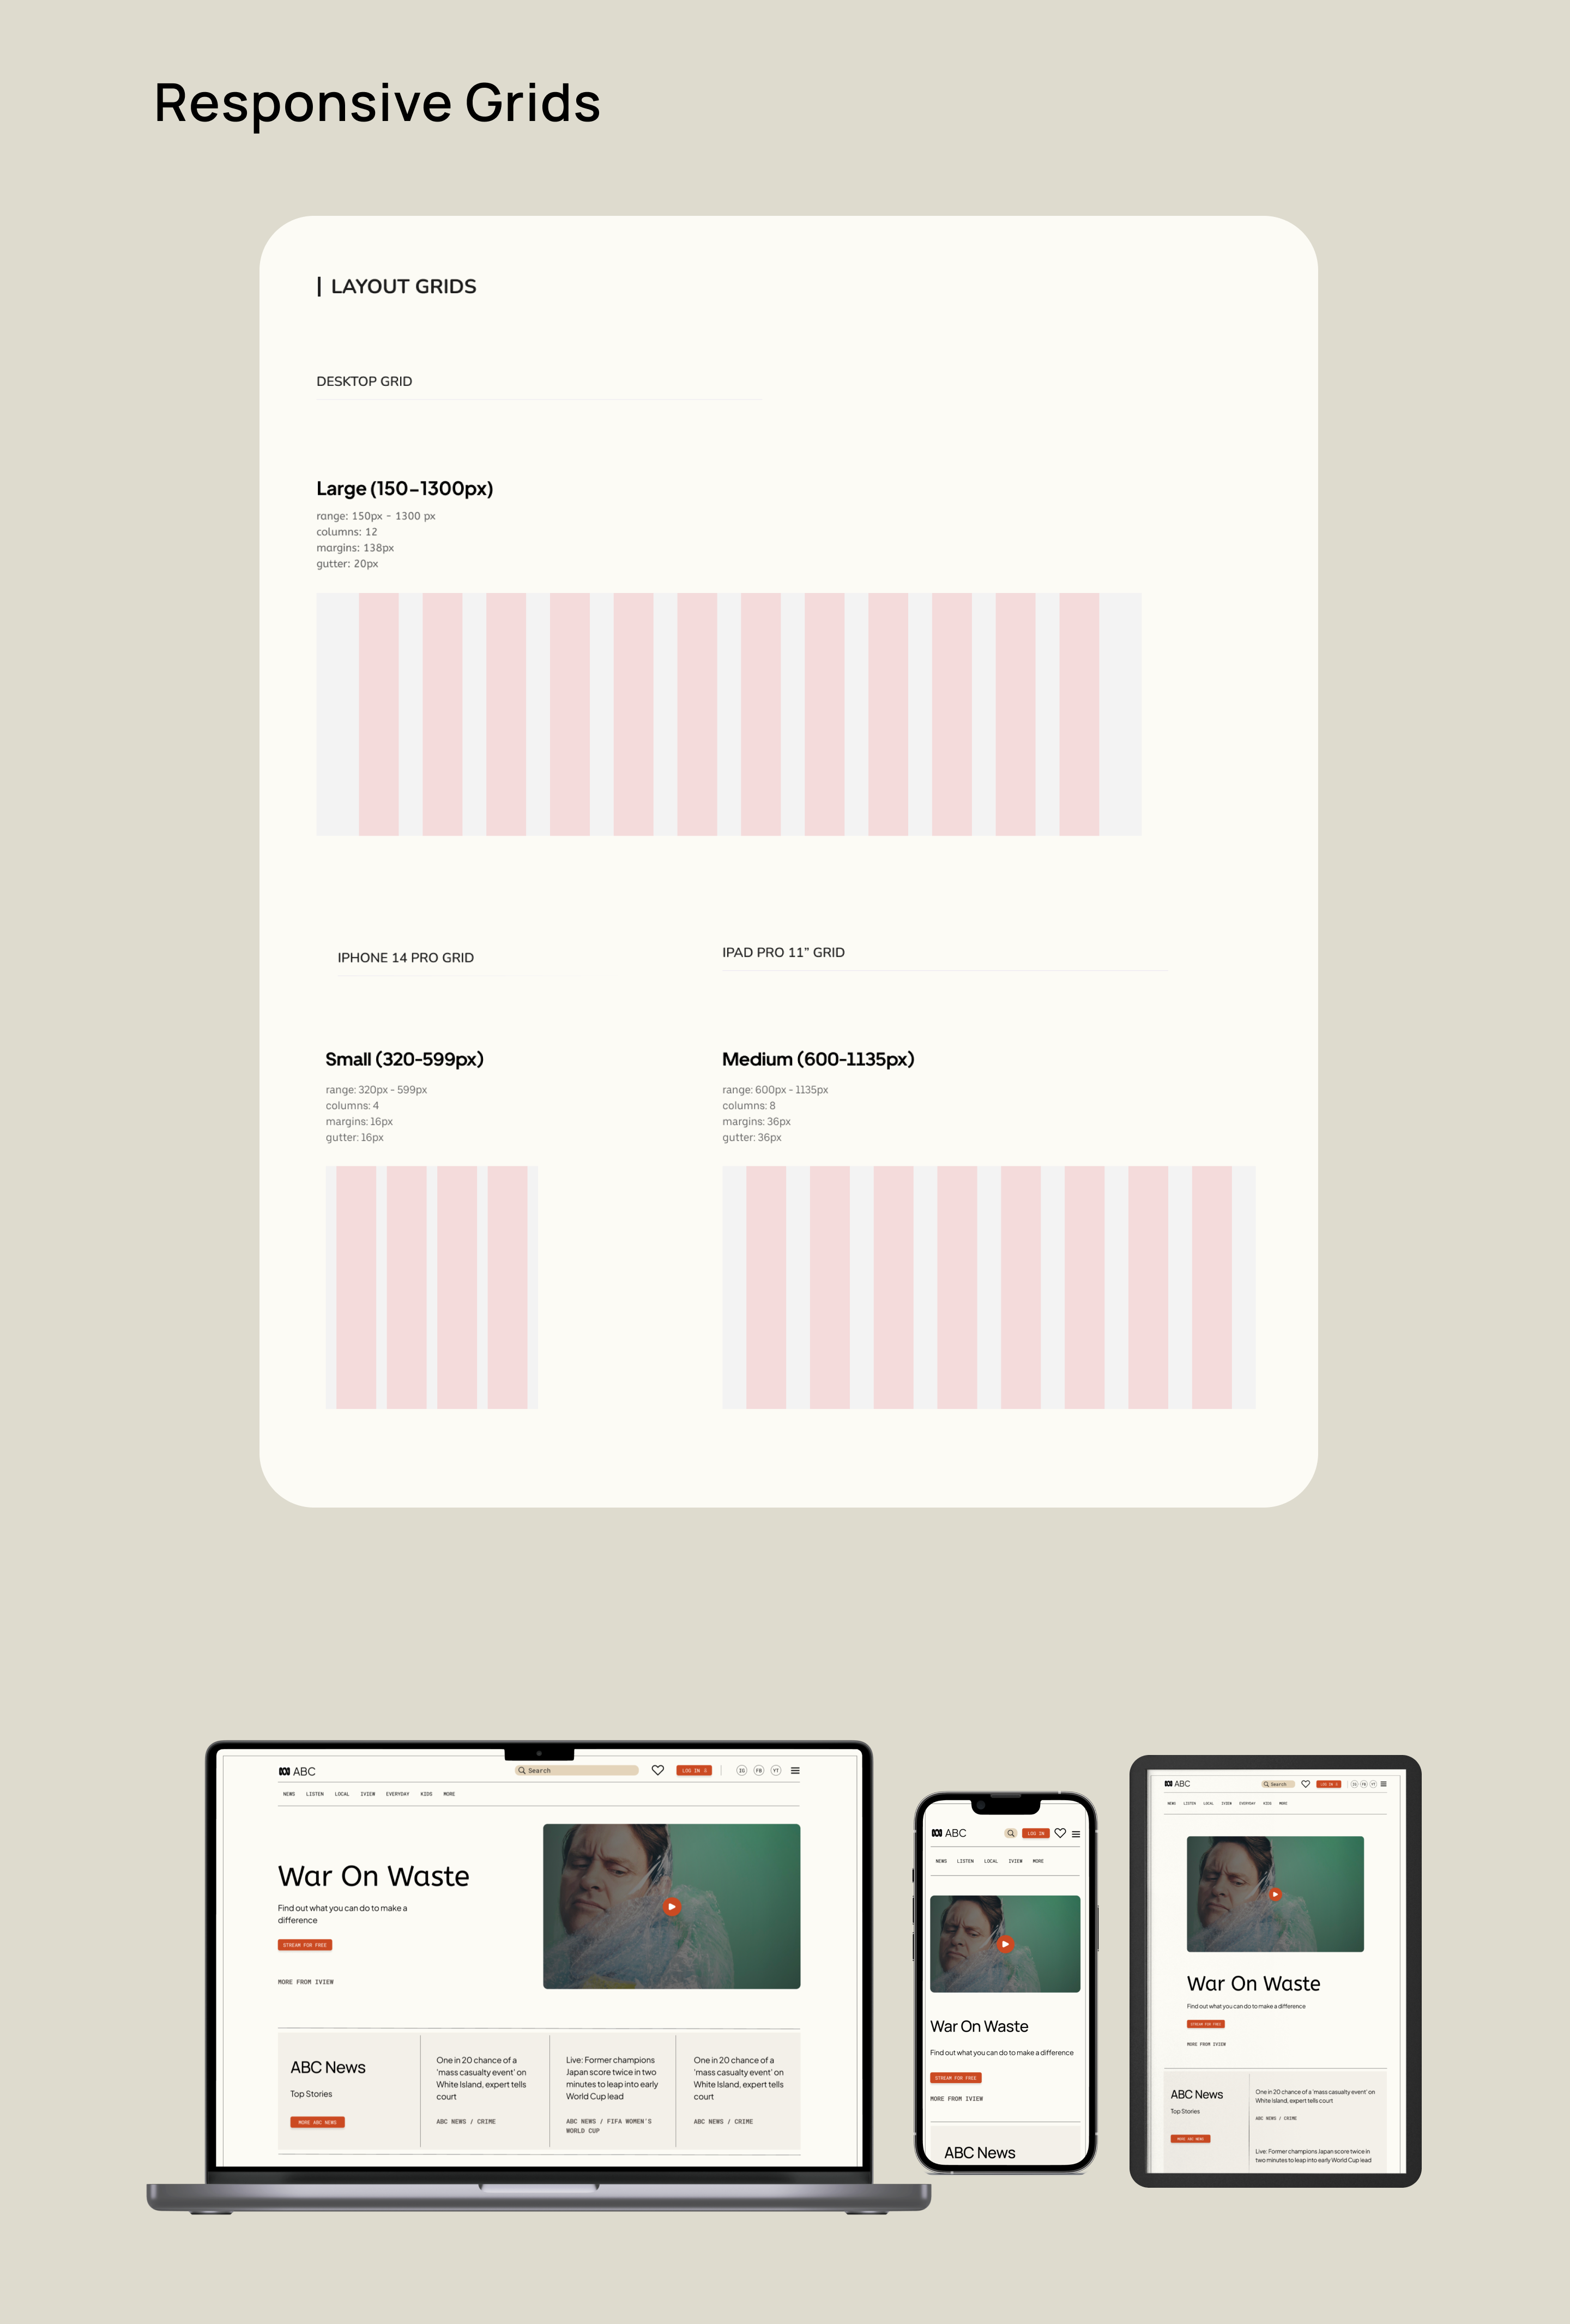 Responsive Grids
| LAYOUT GRIDS
DESKTOP GRID
Large (150-1300px)
range: 150px - 1300 px
columns: 12
margins: 138px
gutter: 20px
IPHONE 14 PRO GRID
Small (320-599px)
range: 320px - 599px
columns: 4
margins: 16px
gutter: 16px
IPAD PRO 11” GRID
Medium (600-1135px)
range: 600px - 1135px
columns: 8
margins: 36px
gutter: 36px
ABC Search LOG IN IG FB YT
NEWS LISTEN LOCAL IVIEW EVERYDAY KIDS MORE
War On Waste
Find out what you can do to make a
difference
STREAM FOR FREE
MORE FROM IVIEW
ABC News
Top Stories
MORE ABC NEWS
One in 20 chance of a
'mass casualty event' on
White Island, expert tells
court
ABC NEWS / CRIME
Live: Former champions
Japan score twice in two
minutes to leap into early
World Cup lead
ABC NEWS / FIFA WOMEN'S
WORLD CUP
One in 20 chance of a
'mass casualty event' on
White Island, expert tells
court
ABC NEWS / CRIME
ABC LOG IN
NEWS LISTEN LOCAL IVIEW MORE
War On Waste
Find out what you can do to make a difference
STREAM FOR FREE
MORE FROM IVIEW
ABC News
ABC Search LOG IN IG FB YT
NEWS LISTEN LOCAL IVIEW EVERYDAY KIDS MORE
War On Waste
Find out what you can do to make a difference
STREAM FOR FREE
MORE FROM IVIEW
ABC News
Top Stories
MORE ABC NEWS
One in 20 chance of a 'mass casualty event' on
White Island, expert tells court
ABC NEWS / CRIME
Live: Former champions Japan score twice in
two minutes to leap into early World Cup lead